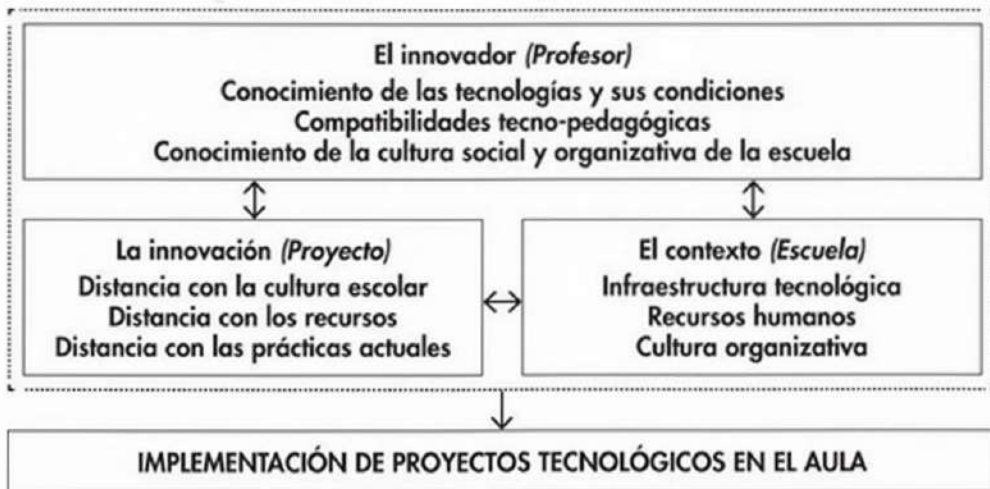 El innovador (Profesor)
Conocimiento de las tecnologías y sus condiciones
Compatibilidades tecno-pedagógicas
Conocimiento de la cultura social y organizativa de la escuela
La innovación (Proyecto)
Distancia con la cultura escolar
Distancia con los recursos
Distancia con las prácticas actuales
El contexto (Escuela)
Infraestructura tecnológica
Recursos humanos
Cultura organizativa
IMPLEMENTACIÓN DE PROYECTOS TECNOLÓGICOS EN EL AULA